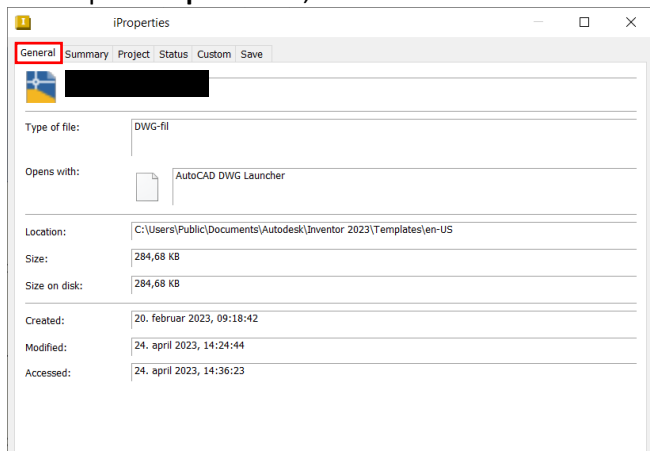 iProperties
General Summary Project Status Custom Save
Type of file: DWG-fil
Opens with: AutoCAD DWG Launcher
Location: C:\Users\Public\Documents\Autodesk\Inventor 2023\Templates\en-US
Size: 284,68 KB
Size on disk: 284,68 KB
Created: 20. februar 2023, 09:18:42
Modified: 24. april 2023, 14:24:44
Accessed: 24. april 2023, 14:36:23